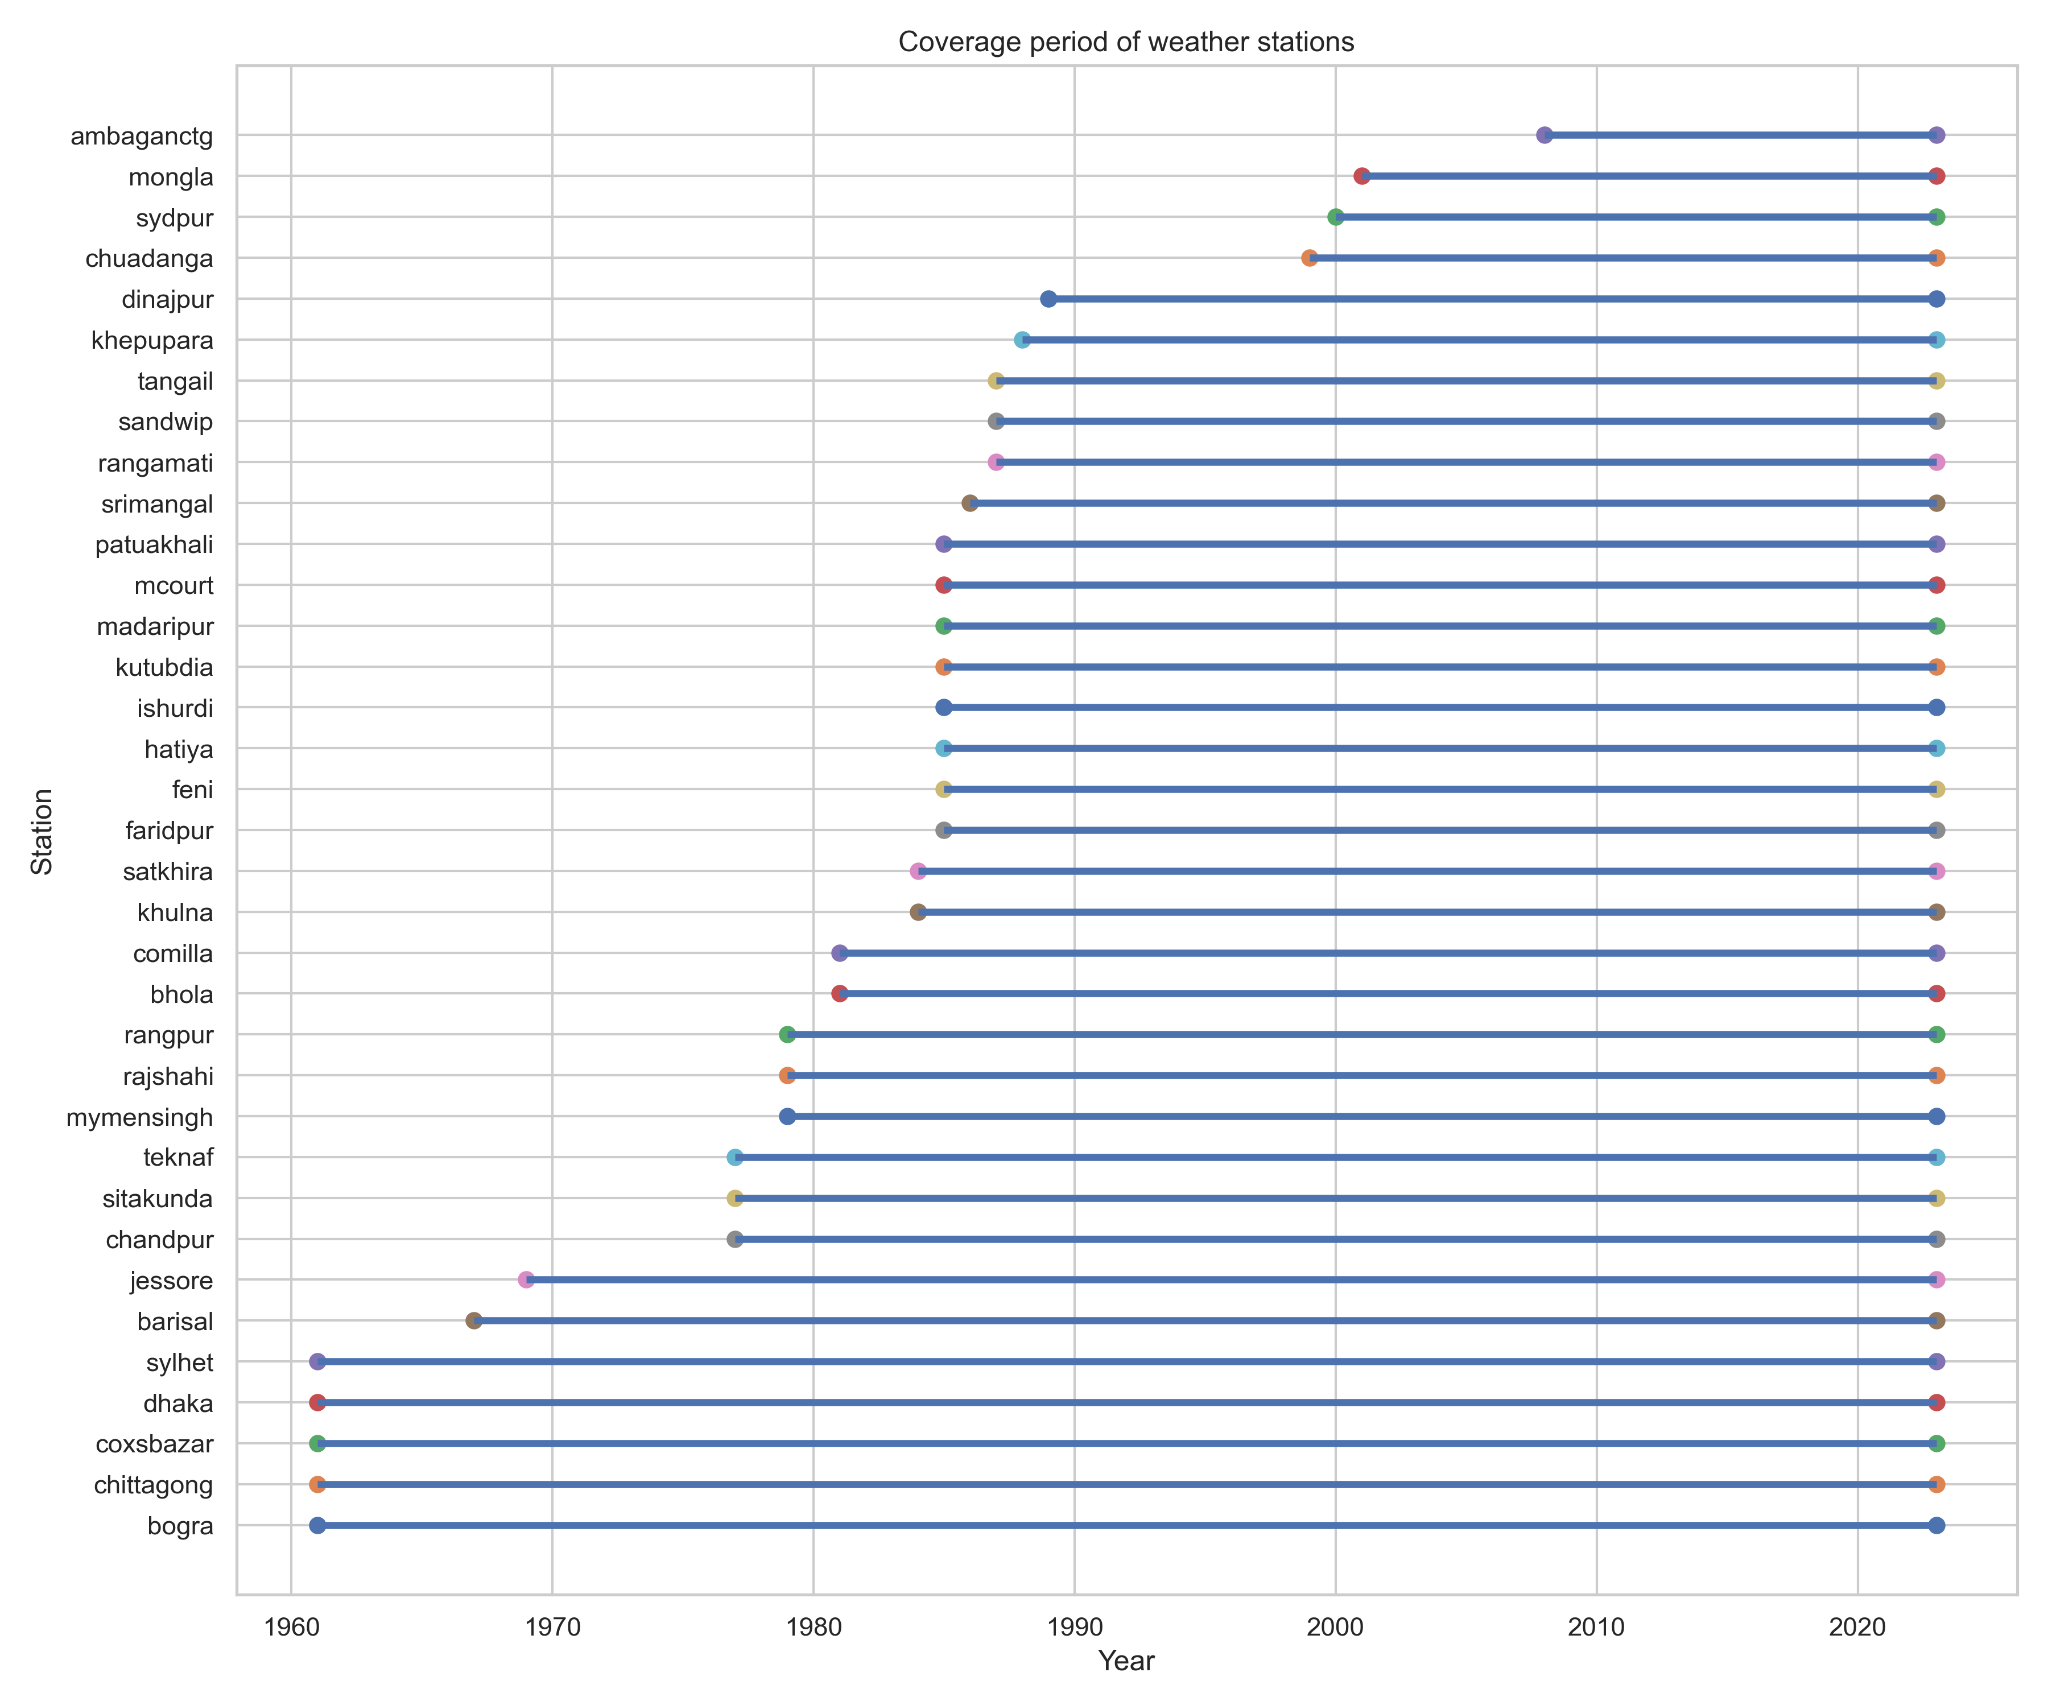 Coverage period of weather stations
ambaganctg
mongla
sydpur
chuadanga
dinajpur
khepupara
tangail
sandwip
rangamati
srimangal
patuakhali
mcourt
madaripur
kutubdia
ishurdi
hatiya
feni
faridpur
satkhira
khulna
comilla
bhola
rangpur
rajshahi
mymensingh
teknaf
sitakunda
chandpur
jessore
barisal
sylhet
dhaka
coxsbazar
chittagong
bogra
Station
1960 1970 1980 1990 2000 2010 2020
Year